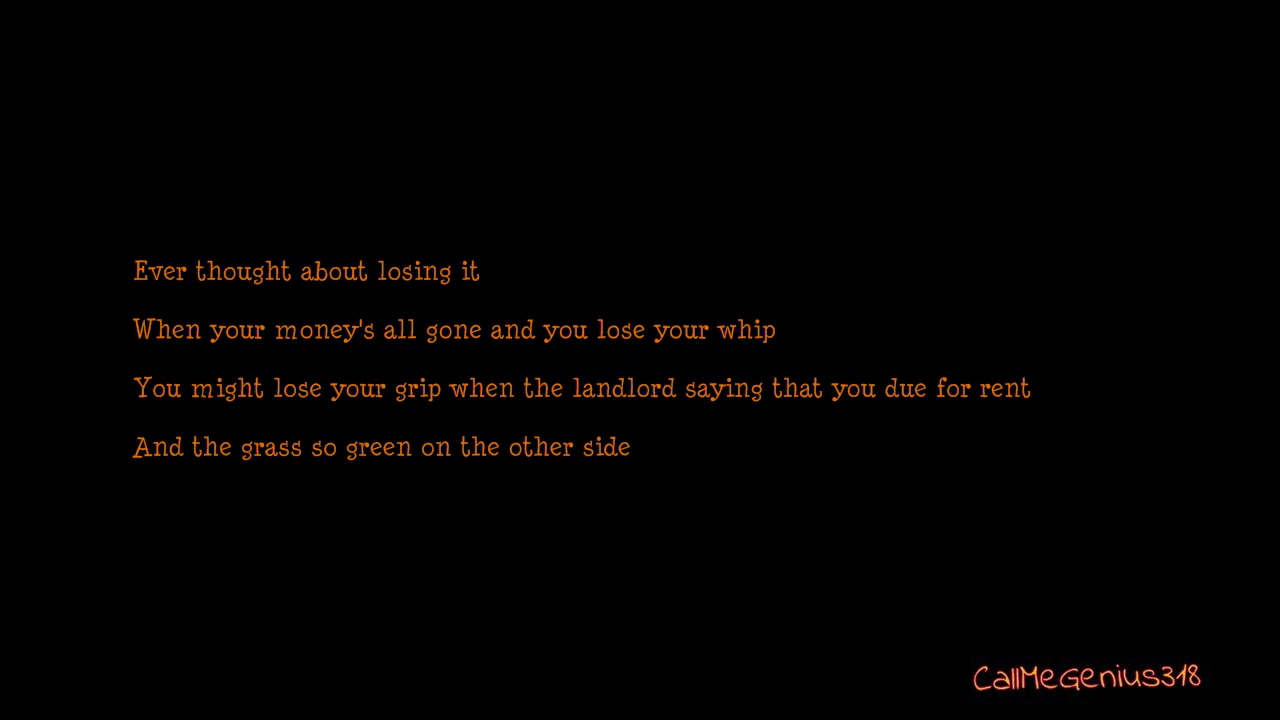 Ever thought about losing it
When your money's all gone and you lose your whip
You might lose your grip when the landlord saying that you due for rent
And the grass so green on the other side
CallMeGenius318